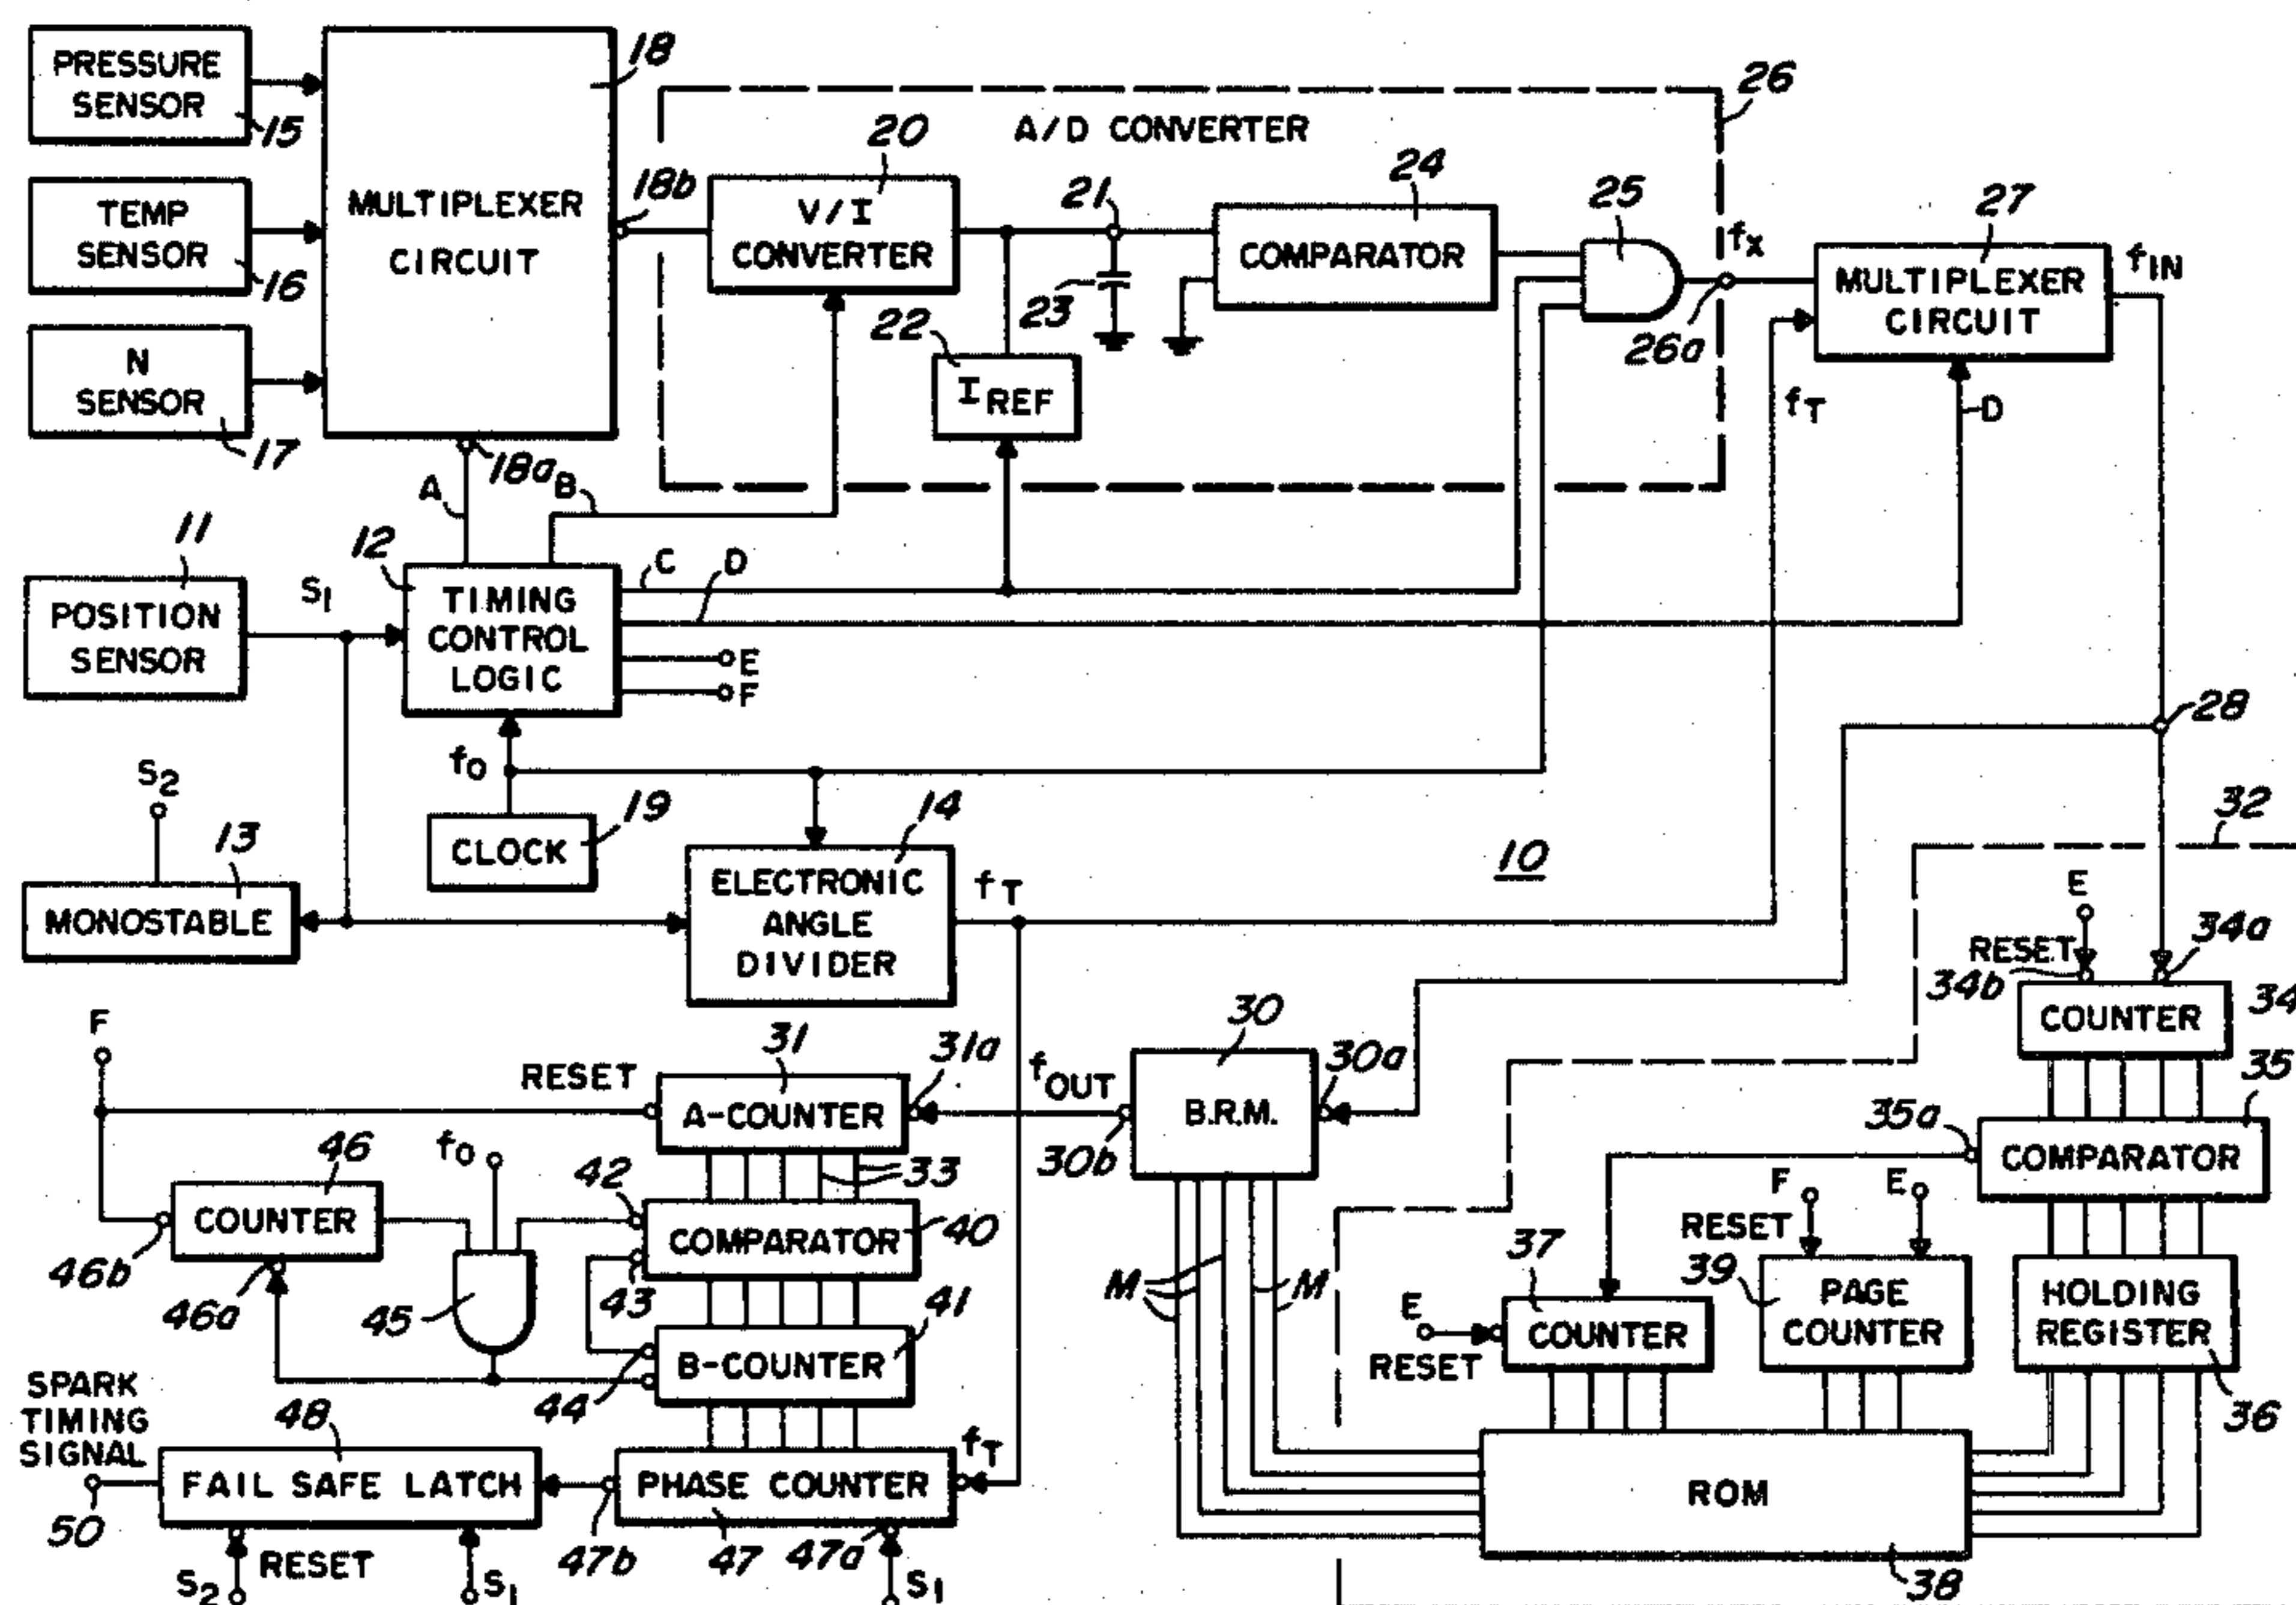 PRESSURE
SENSOR
15
TEMP
SENSOR
16
N
SENSOR
17
18
MULTIPLEXER
CIRCUIT
18b
18a
A
B
26
A/D CONVERTER
20
V/I
CONVERTER
21
22
I REF
23
24
COMPARATOR
25
26a
fX
27
MULTIPLEXER
CIRCUIT
fIN
fT
D
11
POSITION
SENSOR
S1
12
TIMING
CONTROL
LOGIC
C
D
E
F
28
fO
19
CLOCK
S2
13
MONOSTABLE
14
ELECTRONIC
ANGLE
DIVIDER
fT
10
32
E
RESET
34b
34a
COUNTER
34
F
RESET
31
A-COUNTER
31a
fOUT
30
B.R.M.
30a
30b
33
35
35a
COMPARATOR
46
COUNTER
46b
46a
fO
45
42
COMPARATOR
40
43
41
B-COUNTER
44
M
M
F
RESET
E
39
PAGE
COUNTER
37
COUNTER
E
RESET
HOLDING
REGISTER
36
SPARK
TIMING
SIGNAL
50
48
FAIL SAFE LATCH
S2
RESET
S1
PHASE COUNTER
47b
47
47a
fT
S1
ROM
38